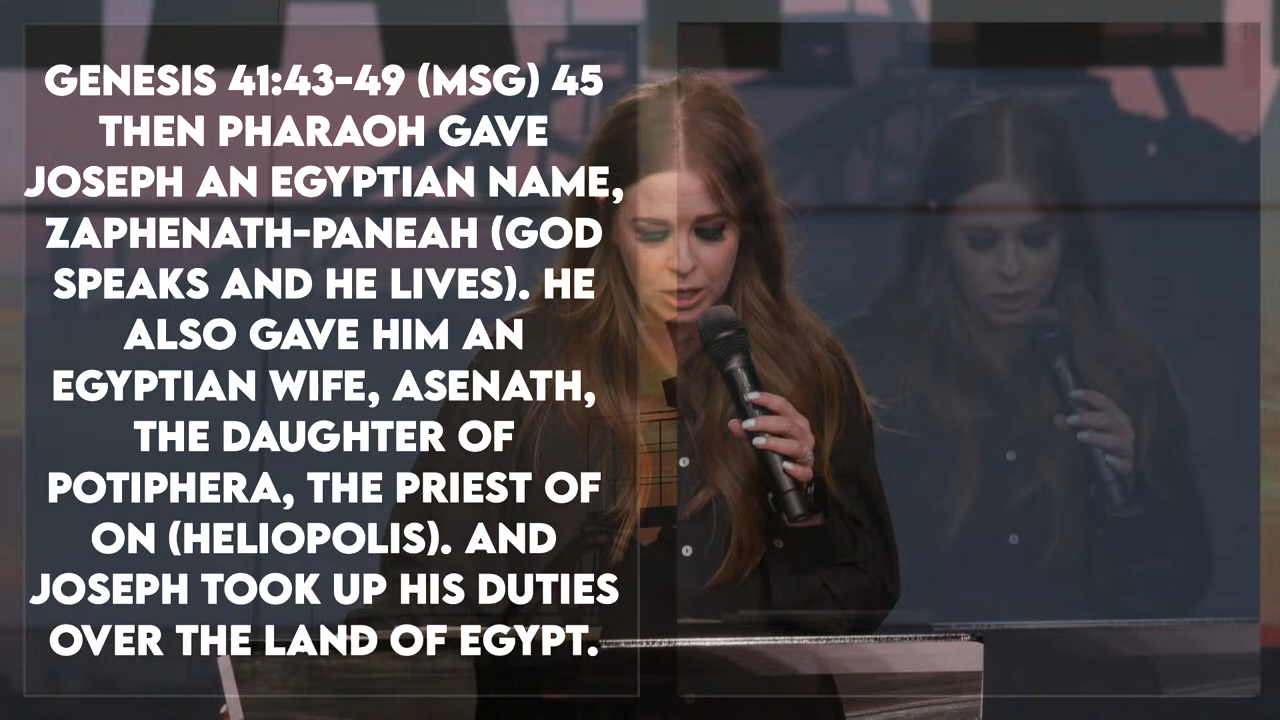 GENESIS 41:43-49 (MSG) 45
THEN PHARAOH GAVE
JOSEPH AN EGYPTIAN NAME,
ZAPHENATH-PANEAH (GOD
SPEAKS AND HE LIVES). HE
ALSO GAVE HIM AN
EGYPTIAN WIFE, ASENATH,
THE DAUGHTER OF
POTIPHERA, THE PRIEST OF
ON (HELIOPOLIS). AND
JOSEPH TOOK UP HIS DUTIES
OVER THE LAND OF EGYPT.